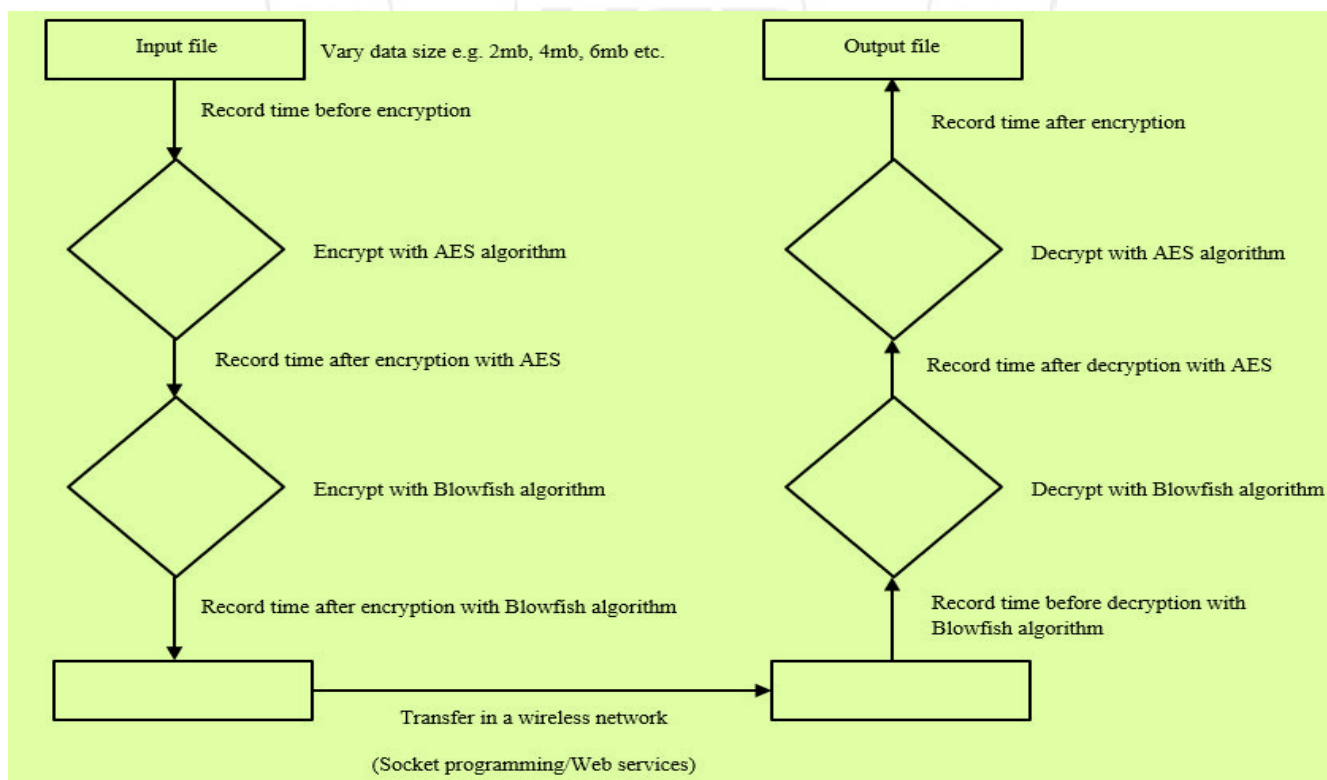 Input file
Vary data size e.g. 2mb, 4mb, 6mb etc.
Record time before encryption
Encrypt with AES algorithm
Record time after encryption with AES
Encrypt with Blowfish algorithm
Record time after encryption with Blowfish algorithm
Transfer in a wireless network
(Socket programming/Web services)
Output file
Record time after encryption
Decrypt with AES algorithm
Record time after decryption with AES
Decrypt with Blowfish algorithm
Record time before decryption with
Blowfish algorithm